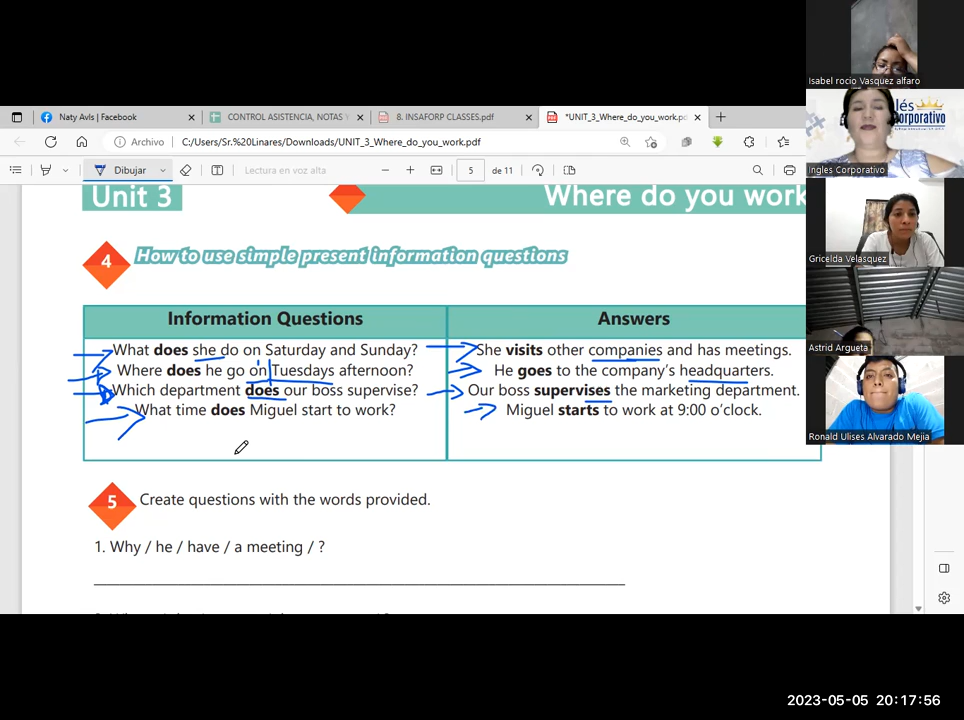 Naty Avls | Facebook
CONTROL ASISTENCIA, NOTAS Y
8. INSAFORP CLASSES.pdf
*UNIT_3_Where_do_you_work.pd
Archivo
C:/Users/Sr.%20Linares/Downloads/UNIT_3_Where_do_you_work.pdf
Dibujar
Lectura en voz alta
5
de 11
Unit 3
Where do you work
4
How to use simple present information questions
Information Questions
Answers
What does she do on Saturday and Sunday?
She visits other companies and has meetings.
Where does he go on Tuesdays afternoon?
He goes to the company's headquarters.
Which department does our boss supervise?
Our boss supervises the marketing department.
What time does Miguel start to work?
Miguel starts to work at 9:00 o'clock.
5
Create questions with the words provided.
1. Why / he / have / a meeting / ?
Isabel rocio Vasquez alfaro
lés
orporativo
Ingles Corporativo
Gricelda Velasquez
Astrid Argueta
Ronald Ulises Alvarado Mejia
2023-05-05 20:17:56